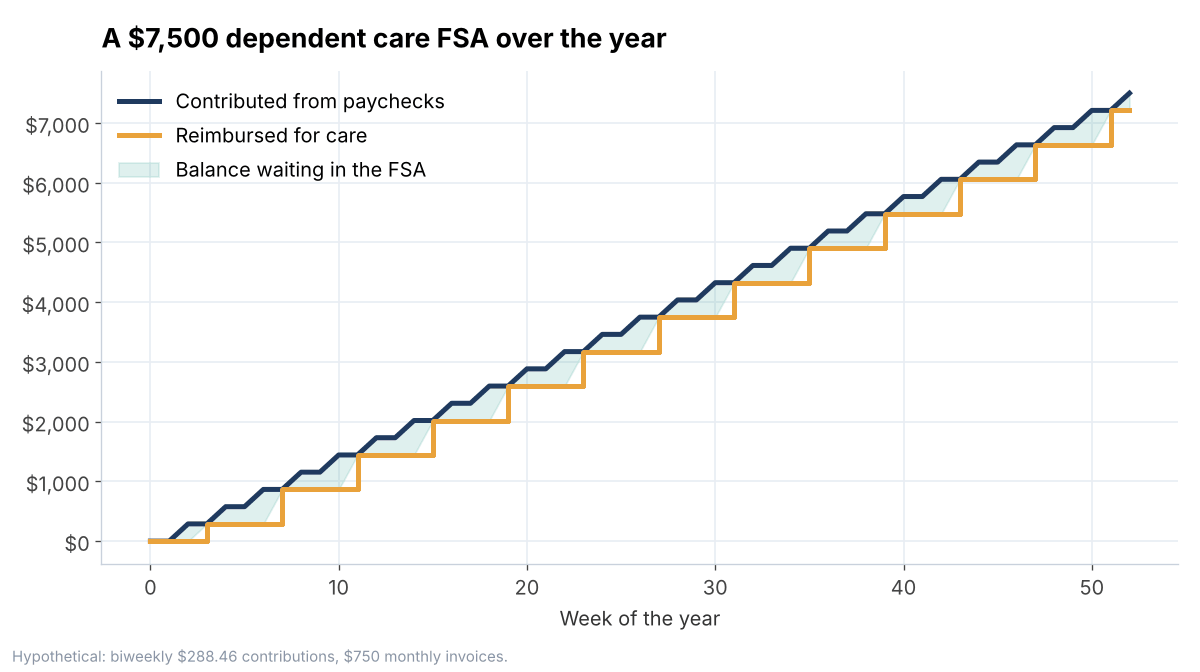 A $7,500 dependent care FSA over the year
Contributed from paychecks
Reimbursed for care
Balance waiting in the FSA
$7,000
$6,000
$5,000
$4,000
$3,000
$2,000
$1,000
$0
0 10 20 30 40 50
Week of the year
Hypothetical: biweekly $288.46 contributions, $750 monthly invoices.